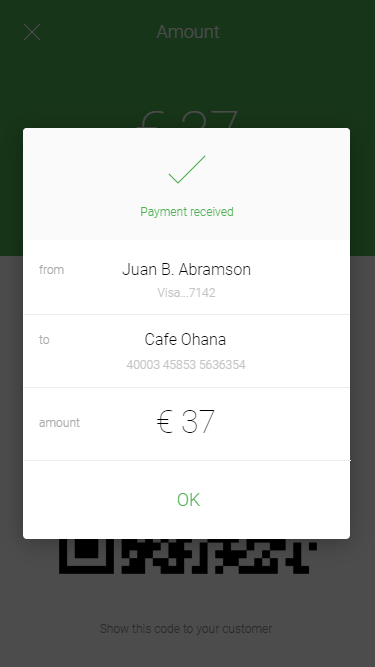 Amount
€ 37
Payment received
from
Juan B. Abramson
Visa...7142
to
Cafe Ohana
40003 45853 5636354
amount
€ 37
OK
Show this code to your customer